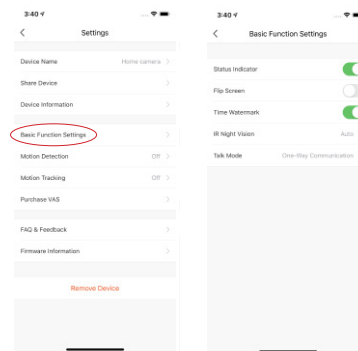 3:40
Settings
Device Name Home camera
Share Device
Device Information
Basic Function Settings
Motion Detection Off
Motion Tracking Off
Purchase VAS
FAQ & Feedback
Firmware Information
Remove Device
3:40
Basic Function Settings
Status Indicator
Flip Screen
Time Watermark
IR Night Vision Auto
Talk Mode One-Way Communication